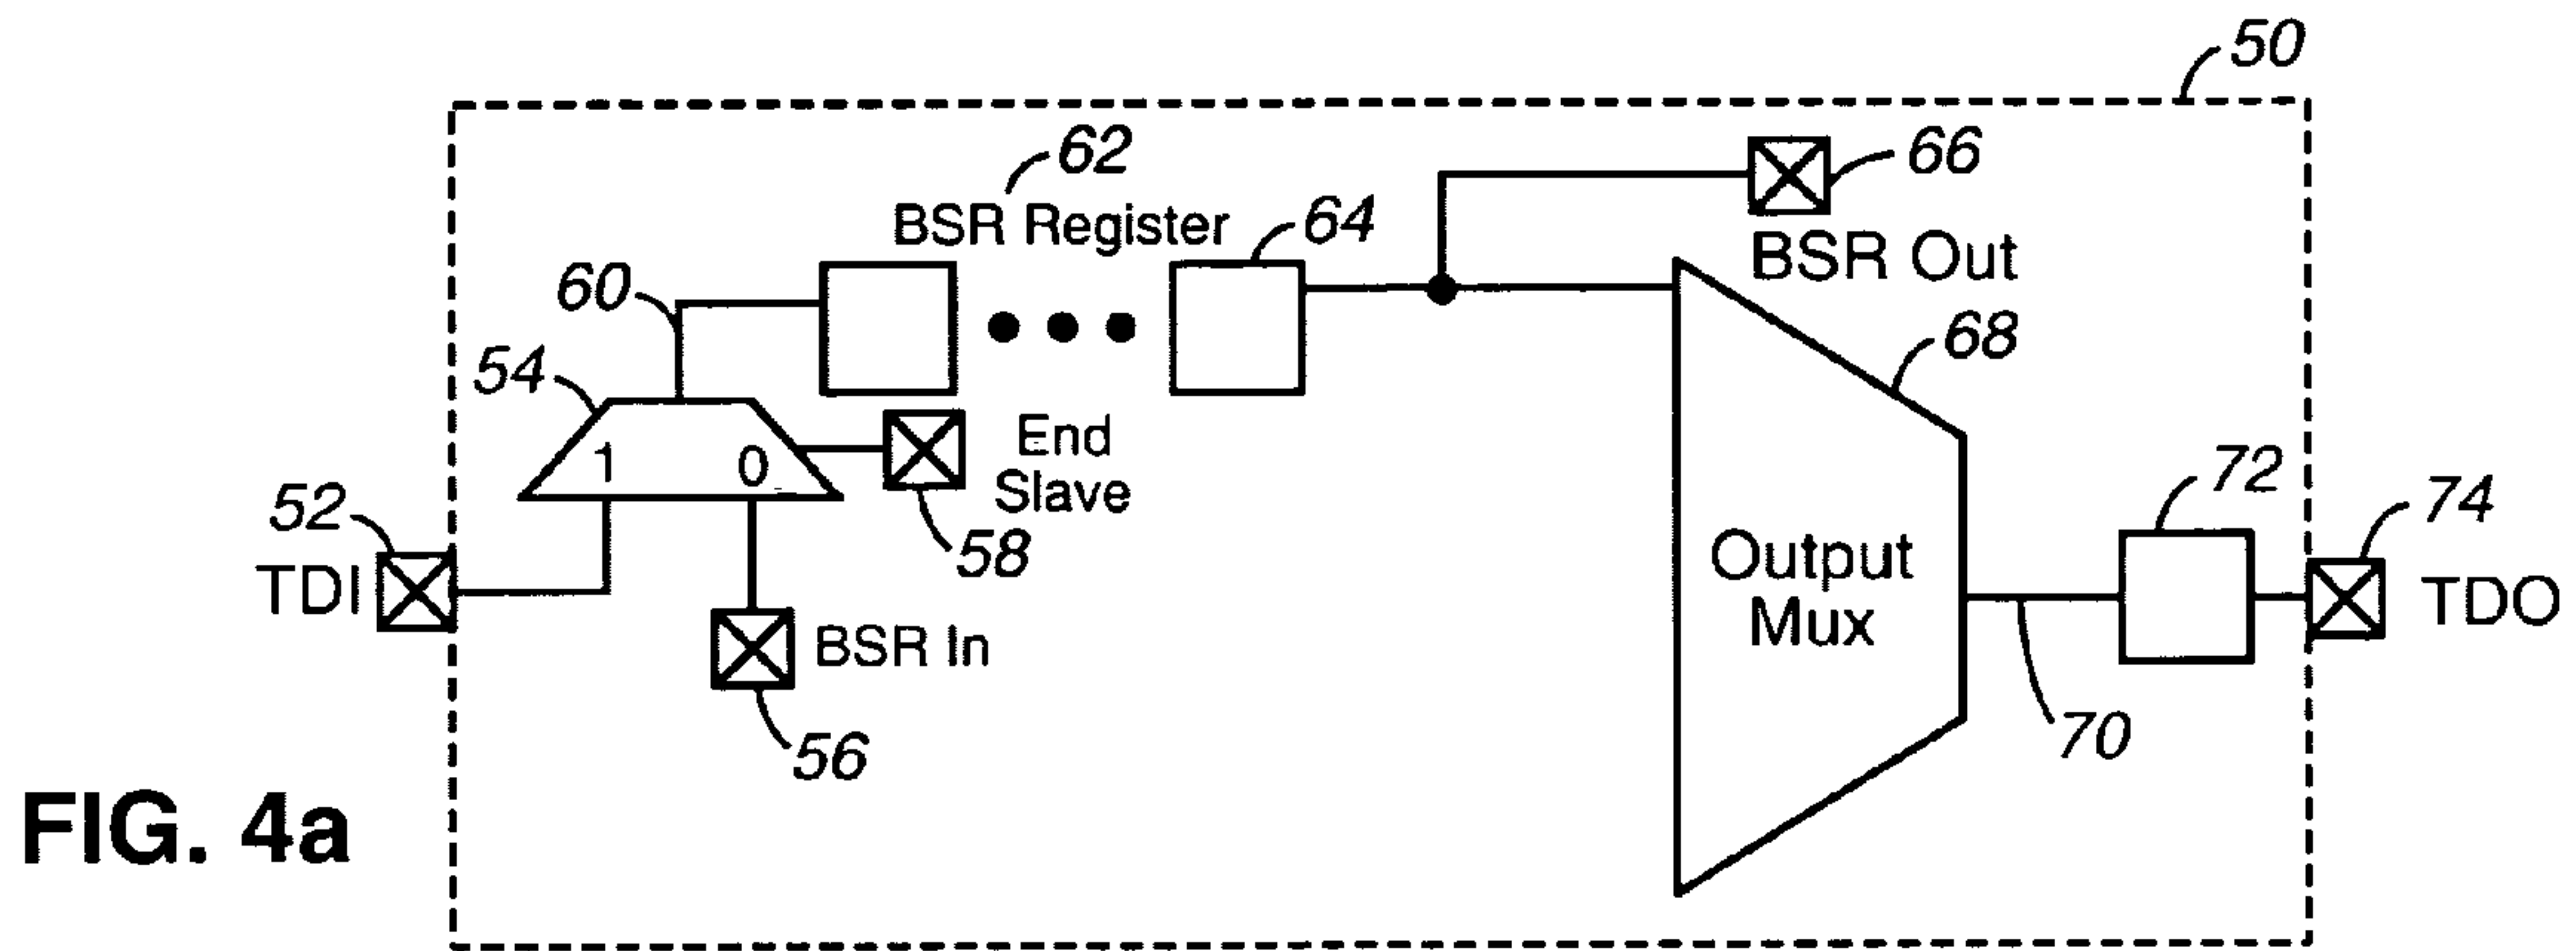 50
62
66
BSR Register
64
BSR Out
60
68
54
End
Slave
1 0
72
74
52
58
TDI
Output
Mux
TDO
BSR In
70
56
FIG. 4a